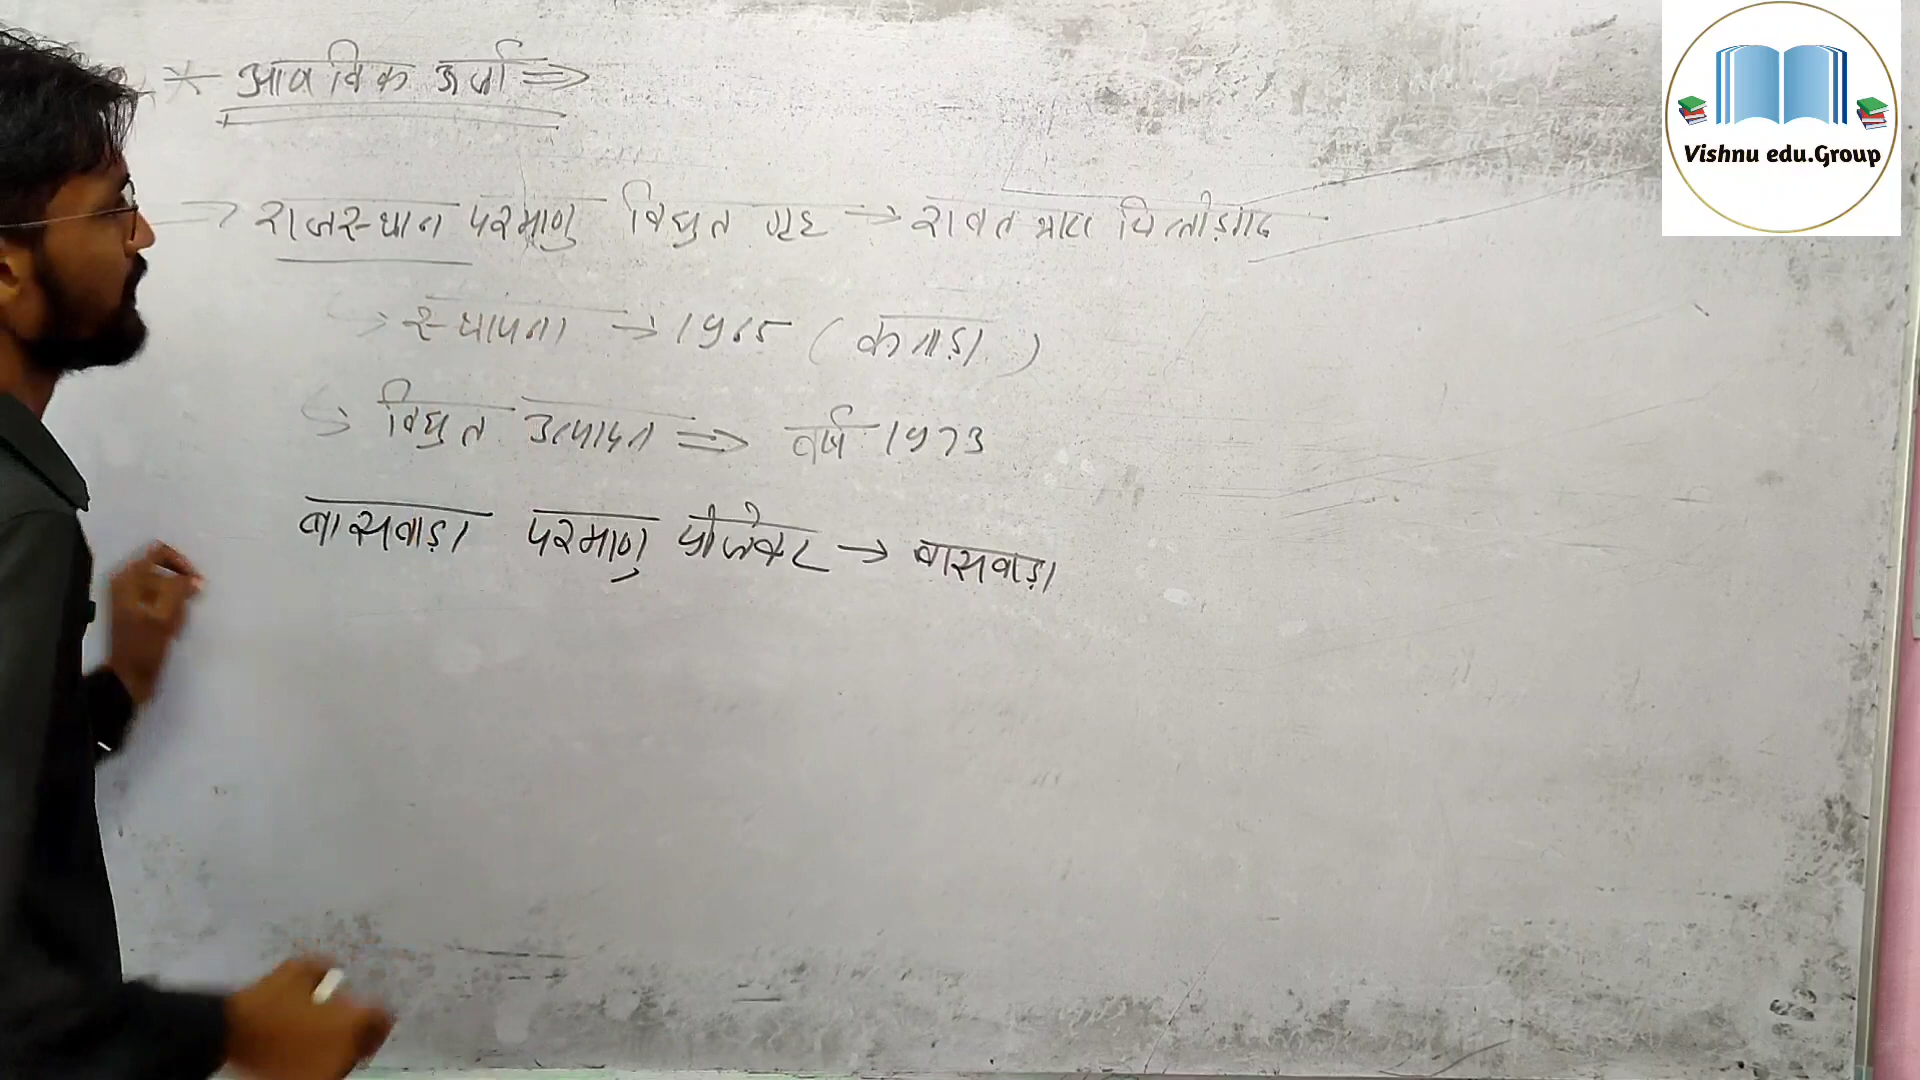 * आणविक ऊर्जा ⇒
→ राजस्थान परमाणु विधुत गृह → रावत भाटा चित्तौड़गढ
↳ स्थापना → 1965 ( कनाड़ा )
↳ विधुत उत्पादन ⇒ वर्ष 1973
बासवाड़ा परमाणु प्रोजेक्ट → बासवाड़ा
Vishnu edu.Group